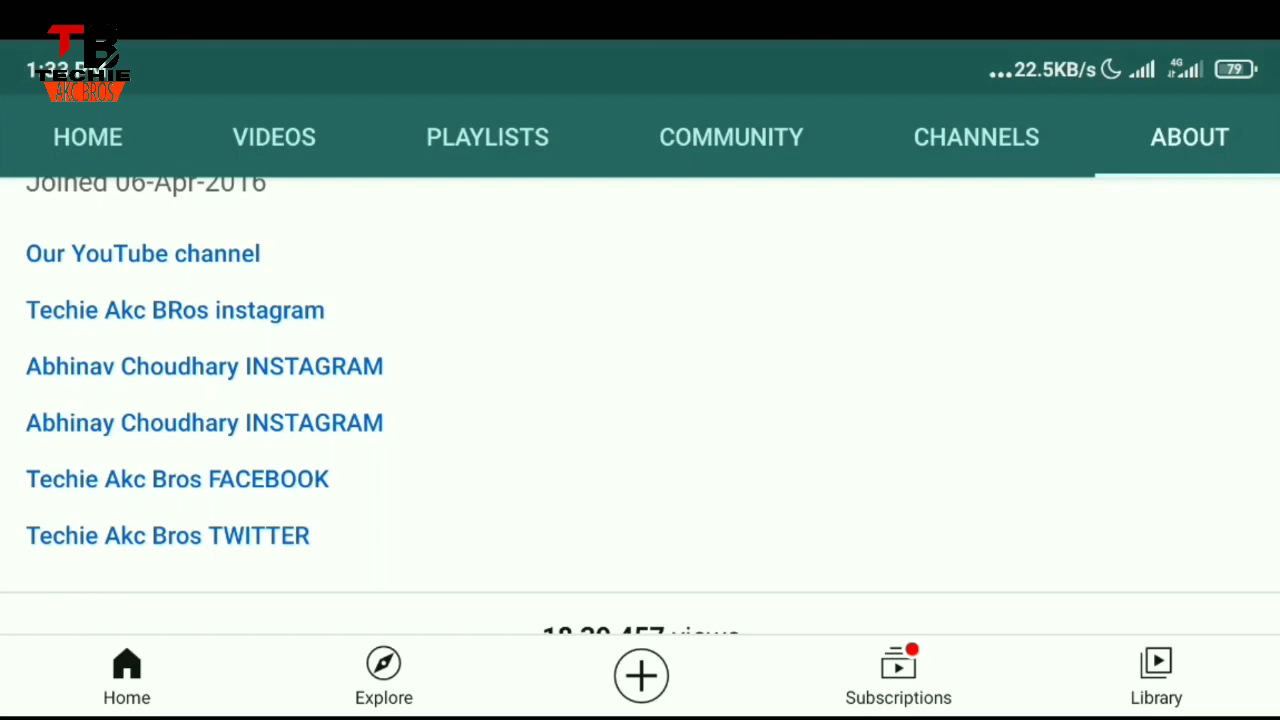 TB
TECHIE
AKC BROS
...22.5KB/s 4G 79
HOME VIDEOS PLAYLISTS COMMUNITY CHANNELS ABOUT
Joined 06-Apr-2016
Our YouTube channel
Techie Akc BRos instagram
Abhinav Choudhary INSTAGRAM
Abhinay Choudhary INSTAGRAM
Techie Akc Bros FACEBOOK
Techie Akc Bros TWITTER
views
Home Explore Subscriptions Library